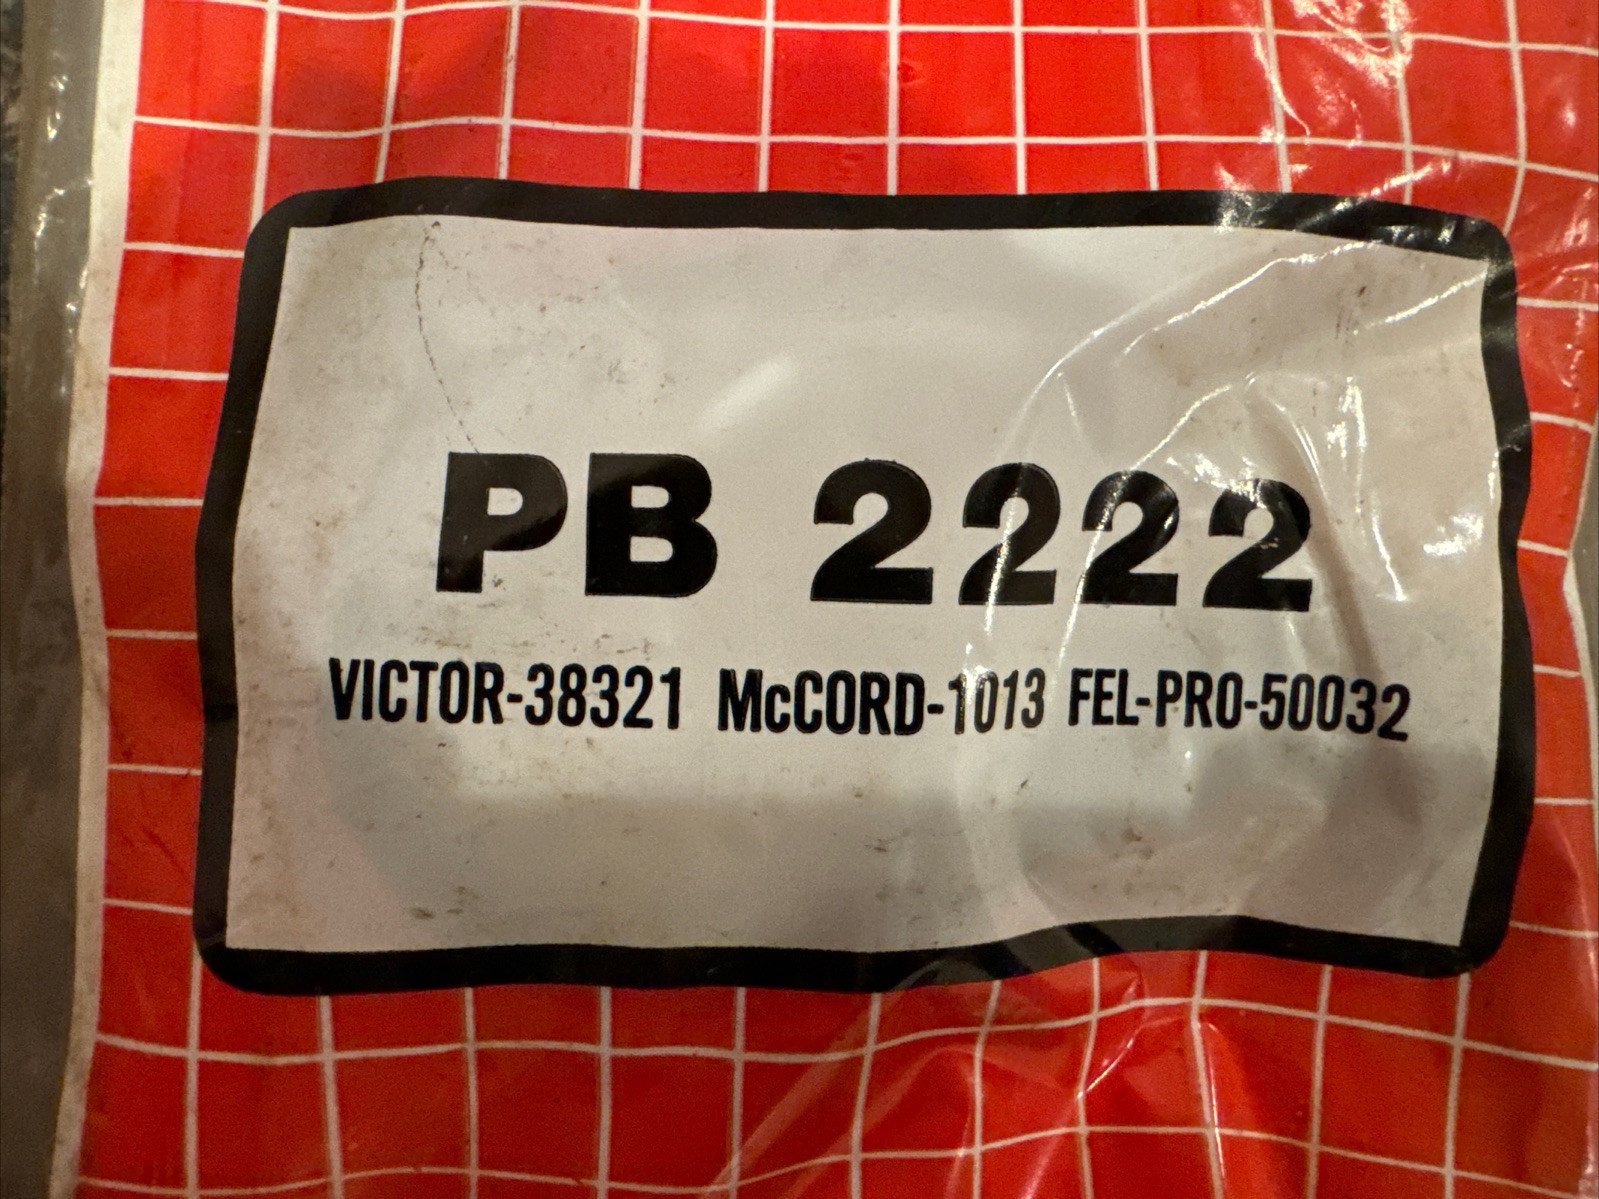 PB 2222
VICTOR-38321 McCORD-1013 FEL-PRO-50032